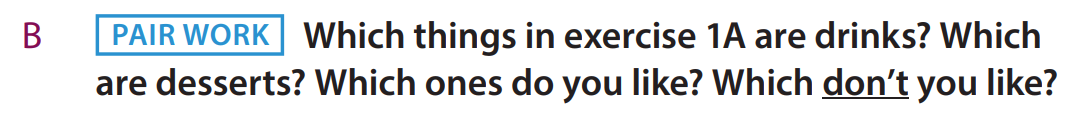 B PAIR WORK Which things in exercise 1A are drinks? Which
are desserts? Which ones do you like? Which don't you like?